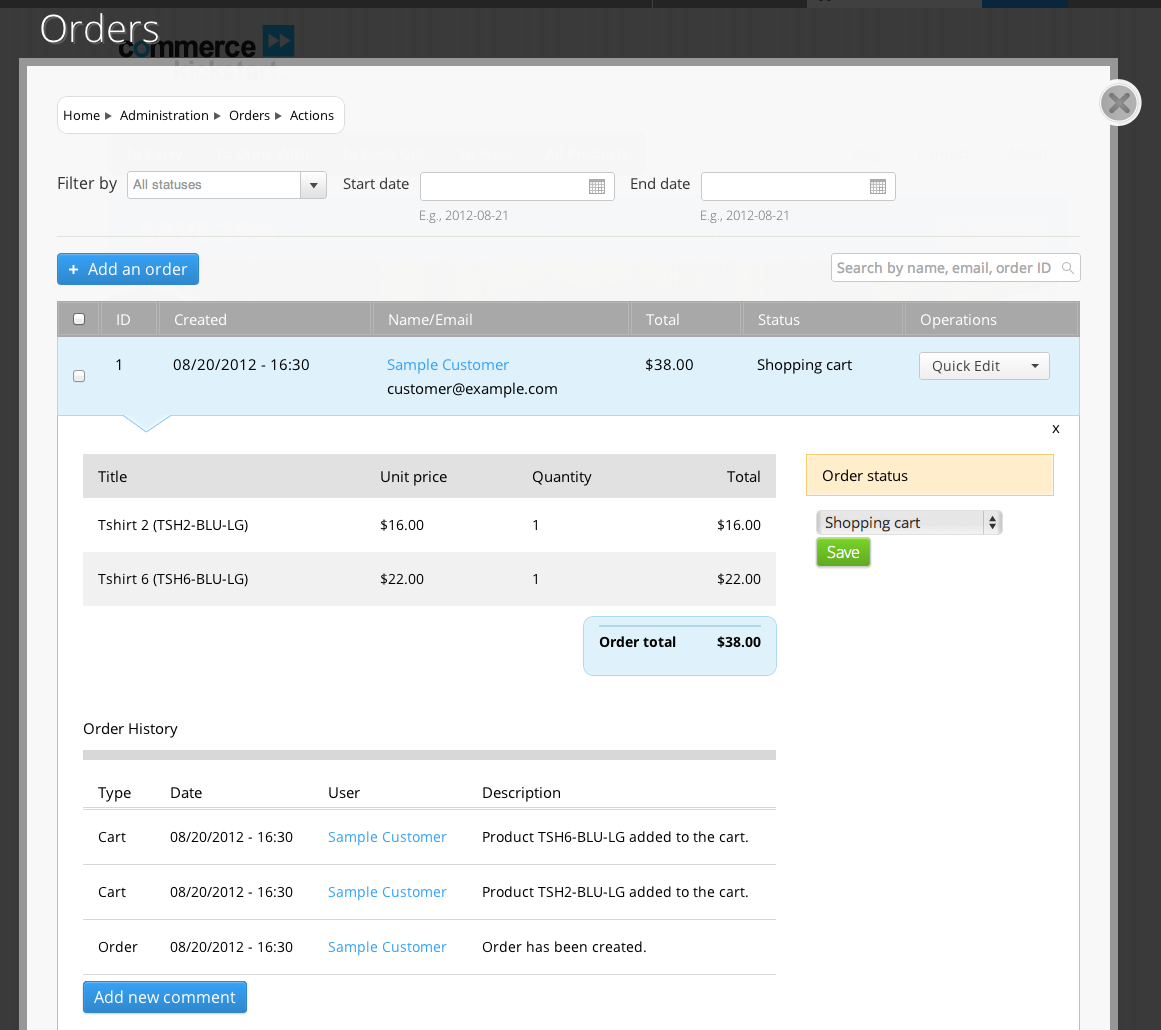 Orders
commerce
kickstart
Home Administration Orders Actions
Filter by All statuses Start date End date
E.g., 2012-08-21 E.g., 2012-08-21
+ Add an order Search by name, email, order ID
ID Created Name/Email Total Status Operations
1 08/20/2012 - 16:30 Sample Customer $38.00 Shopping cart Quick Edit
customer@example.com
x
Title Unit price Quantity Total Order status
Tshirt 2 (TSH2-BLU-LG) $16.00 1 $16.00 Shopping cart
Save
Tshirt 6 (TSH6-BLU-LG) $22.00 1 $22.00
Order total $38.00
Order History
Type Date User Description
Cart 08/20/2012 - 16:30 Sample Customer Product TSH6-BLU-LG added to the cart.
Cart 08/20/2012 - 16:30 Sample Customer Product TSH2-BLU-LG added to the cart.
Order 08/20/2012 - 16:30 Sample Customer Order has been created.
Add new comment